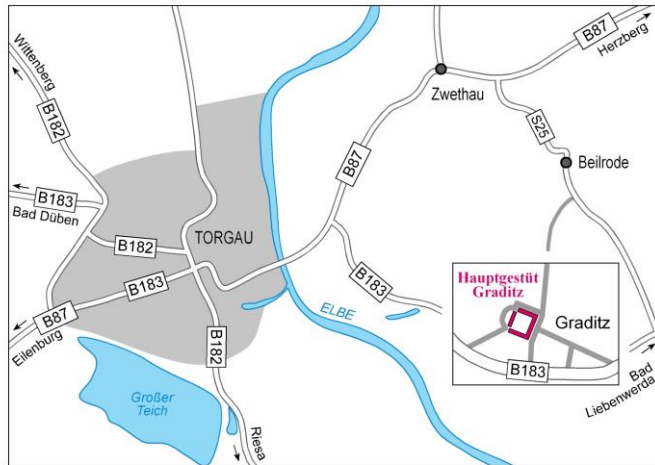 B87
Herzberg
Wittenberg
B182
Zwethau
S25
Beilrode
B87
B183
Bad Düben
B182
TORGAU
B183
B183
Hauptgestüt
Graditz
Graditz
B183
ELBE
B87
Eilenburg
B182
Großer
Teich
Riesa
Bad
Liebenwerda